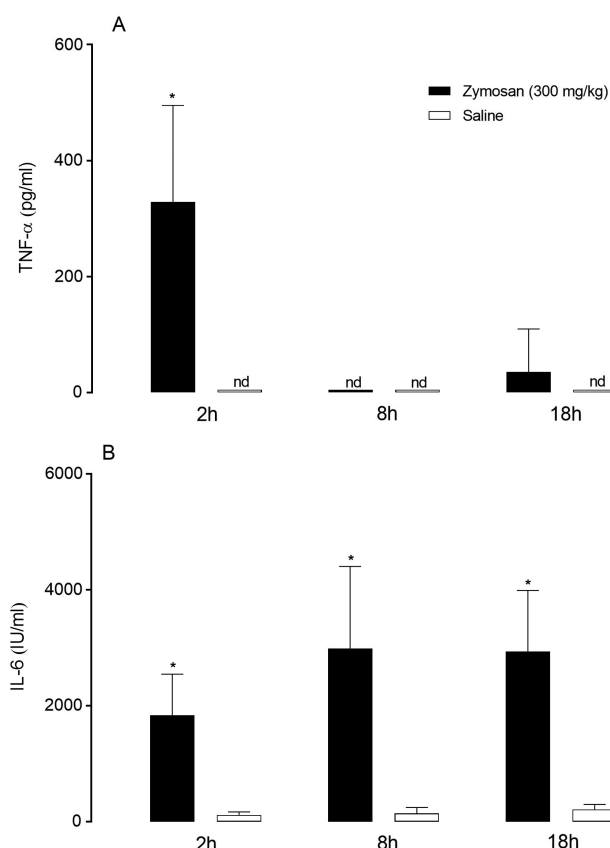 A
600
400
200
0
TNF-α (pg/ml)
*
Zymosan (300 mg/kg)
Saline
nd
nd
nd
nd
2h
8h
18h
B
6000
4000
2000
0
IL-6 (IU/ml)
*
*
*
2h
8h
18h